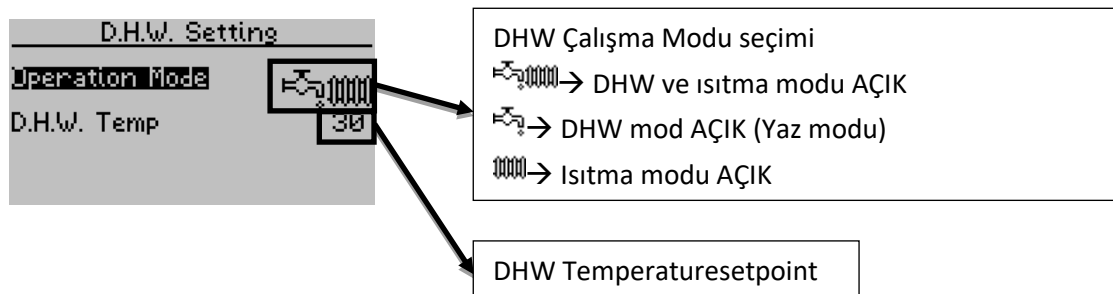 D.H.W. Setting
Operation Mode
D.H.W. Temp 30
DHW Çalışma Modu seçimi
→ DHW ve ısıtma modu AÇIK
→ DHW mod AÇIK (Yaz modu)
→ Isıtma modu AÇIK
DHW Temperaturesetpoint